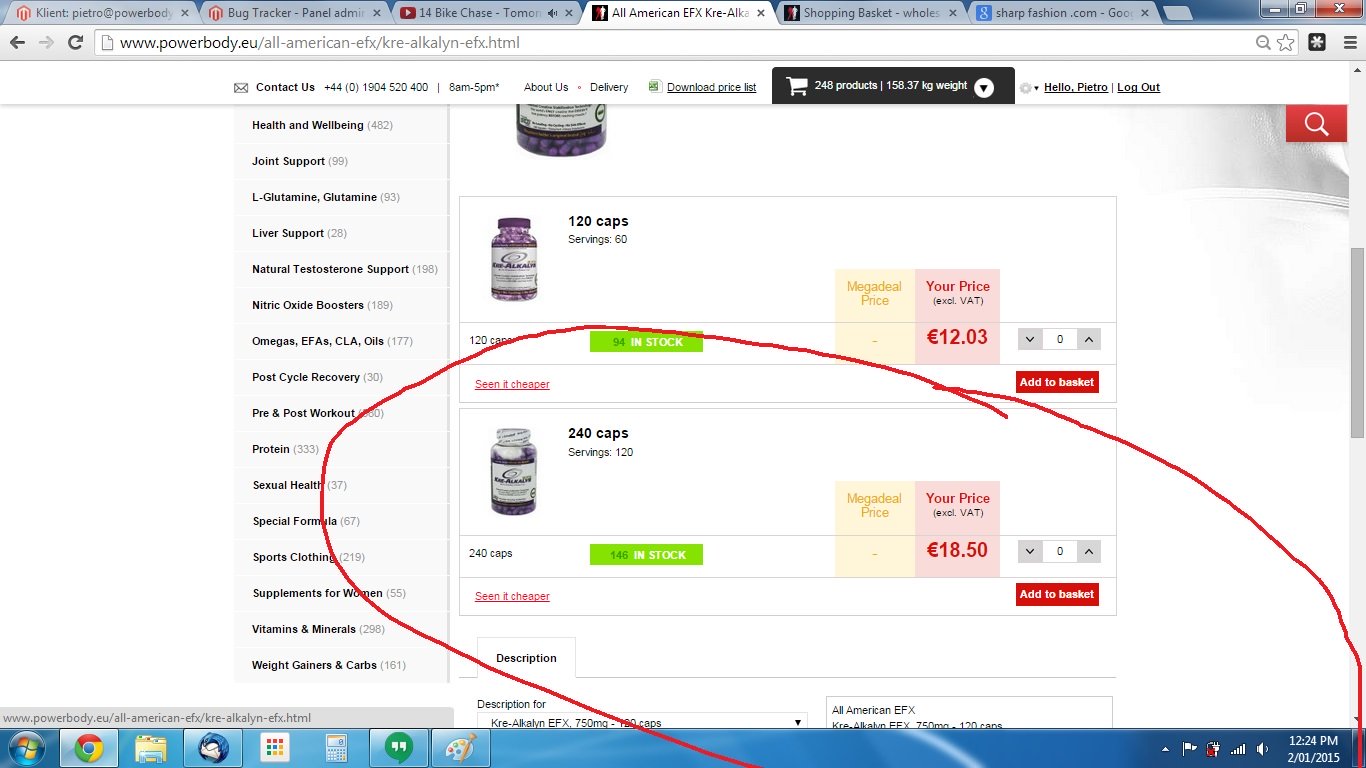 Klient: pietro@powerbody
Bug Tracker - Panel admin
14 Bike Chase - Tomorr
All American EFX Kre-Alka
Shopping Basket - wholes
sharp fashion .com - Goo
www.powerbody.eu/all-american-efx/kre-alkalyn-efx.html
Contact Us +44 (0) 1904 520 400 | 8am-5pm*
About Us • Delivery
Download price list
248 products | 158.37 kg weight
Hello, Pietro | Log Out
Health and Wellbeing (482)
Joint Support (99)
L-Glutamine, Glutamine (93)
Liver Support (28)
Natural Testosterone Support (198)
Nitric Oxide Boosters (189)
Omegas, EFAs, CLA, Oils (177)
Post Cycle Recovery (30)
Pre & Post Workout
Protein (333)
Sexual Health (37)
Special Formula (67)
Sports Clothing (219)
Supplements for Women (55)
Vitamins & Minerals (298)
Weight Gainers & Carbs (161)
120 caps
Servings: 60
KRE-ALKALYN
Megadeal Price
Your Price
(excl. VAT)
120 caps
94 IN STOCK
-
€12.03
0
Seen it cheaper
Add to basket
240 caps
Servings: 120
KRE-ALKALYN
Megadeal Price
Your Price
(excl. VAT)
240 caps
146 IN STOCK
-
€18.50
0
Seen it cheaper
Add to basket
Description
Description for
Kre-Alkalyn EFX, 750mg - 120 caps
All American EFX
Kre-Alkalyn EFX, 750mg - 120 caps
www.powerbody.eu/all-american-efx/kre-alkalyn-efx.html
12:24 PM
2/01/2015